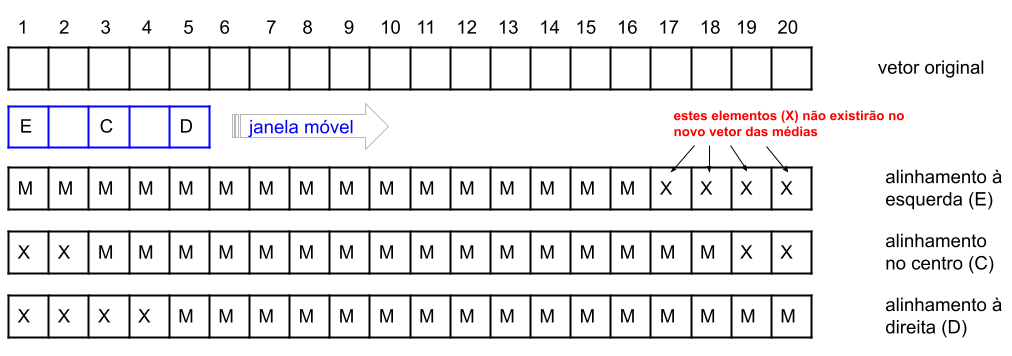 1 2 3 4 5 6 7 8 9 10 11 12 13 14 15 16 17 18 19 20
vetor original
E C D
janela móvel
estes elementos (X) não existirão no
novo vetor das médias
M M M M M M M M M M M M M M M M X X X X
alinhamento à
esquerda (E)
X X M M M M M M M M M M M M M M M M X X
alinhamento
no centro (C)
X X X X M M M M M M M M M M M M M M M M
alinhamento à
direita (D)